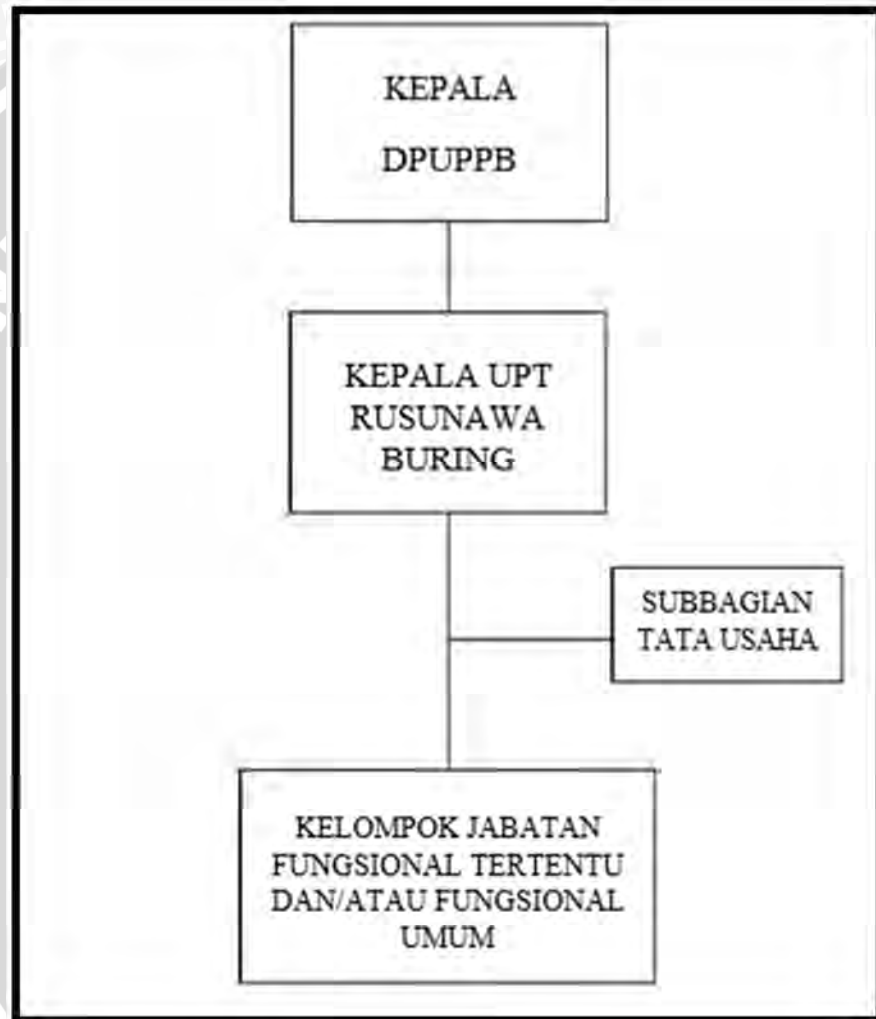 KEPALA
DPUPPB
KEPALA UPT
RUSUNAWA
BURING
SUBBAGIAN
TATA USAHA
KELOMPOK JABATAN
FUNGSIONAL TERTENTU
DAN/ATAU FUNGSIONAL
UMUM